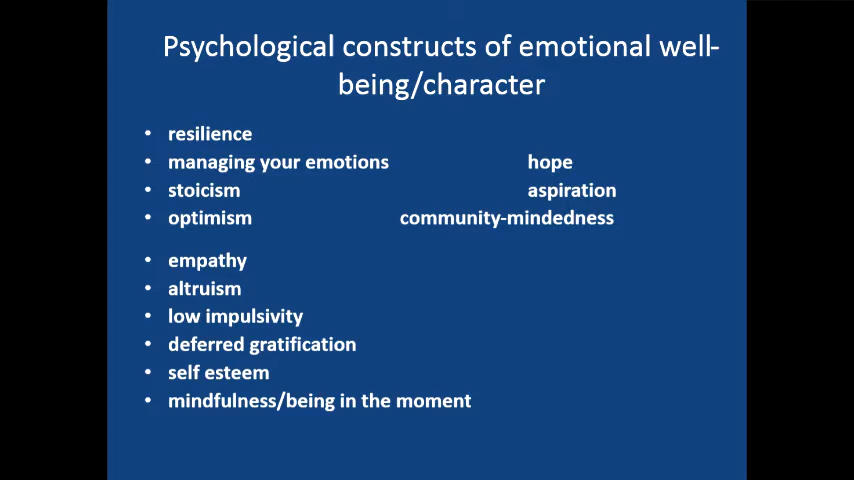 Psychological constructs of emotional well-
being/character
• resilience
• managing your emotions hope
• stoicism aspiration
• optimism community-mindedness
• empathy
• altruism
• low impulsivity
• deferred gratification
• self esteem
• mindfulness/being in the moment